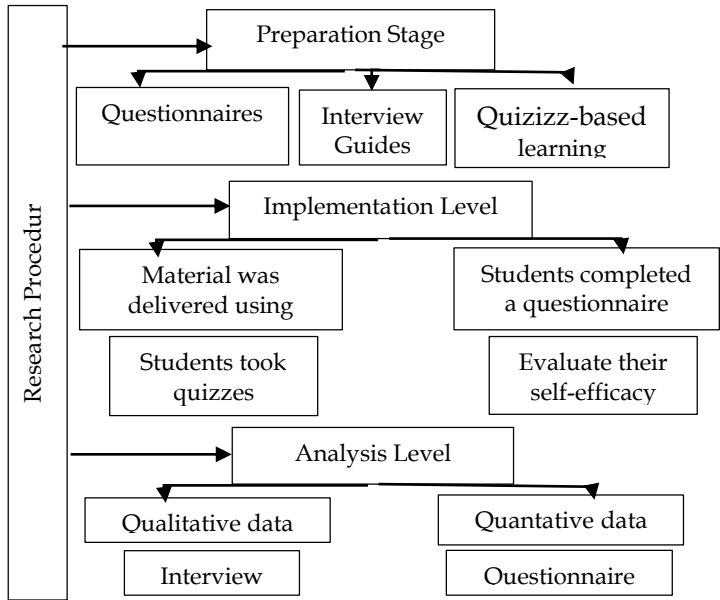 Research Procedur
Preparation Stage
Questionnaires
Interview
Guides
Quizizz-based
learning
Implementation Level
Material was
delivered using
Students completed
a questionnaire
Students took
quizzes
Evaluate their
self-efficacy
Analysis Level
Qualitative data
Quantative data
Interview
Questionnaire